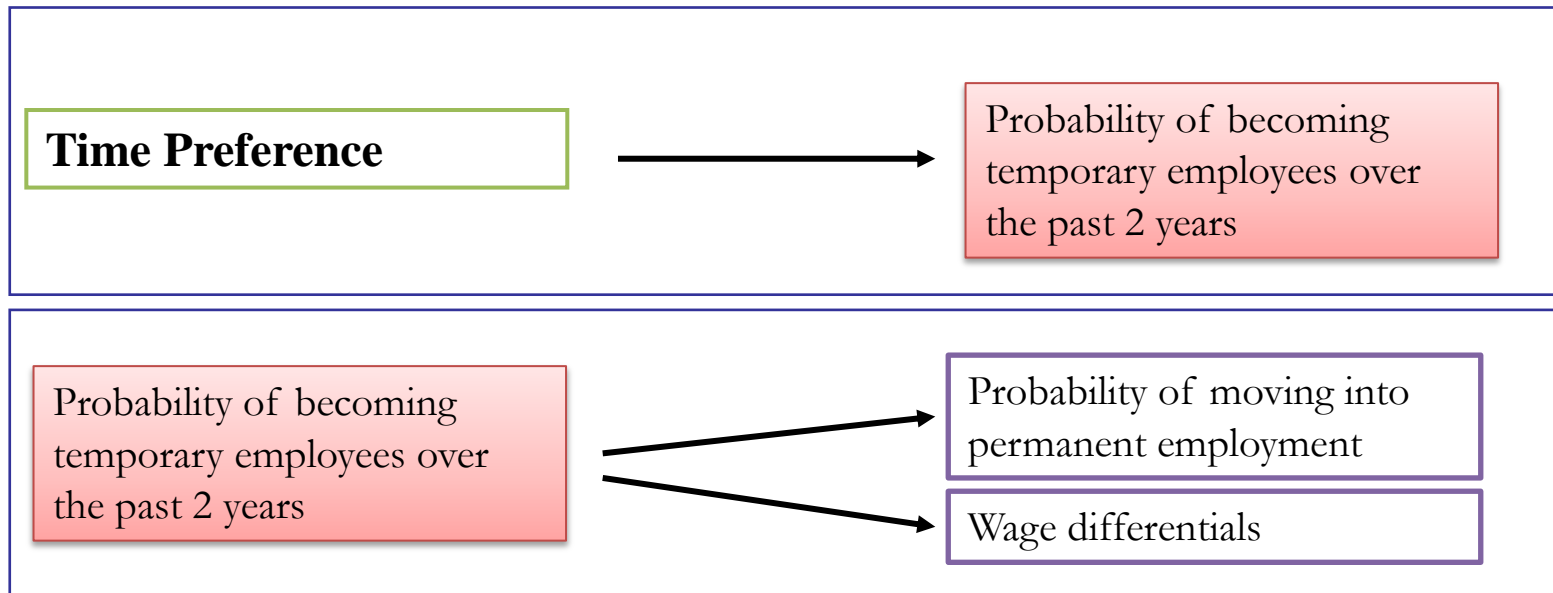 Time Preference
Probability of becoming
temporary employees over
the past 2 years
Probability of becoming
temporary employees over
the past 2 years
Probability of moving into
permanent employment
Wage differentials